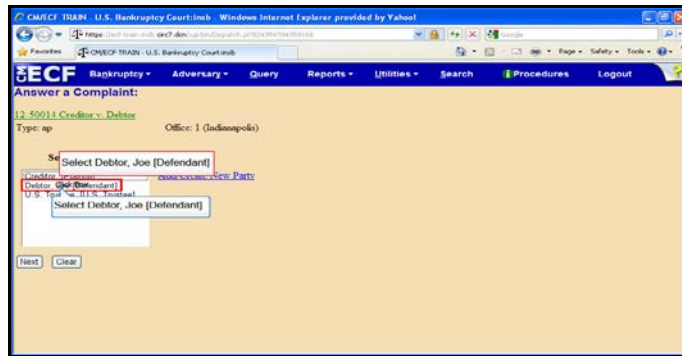 CM/ECF TRAIN - U.S. Bankruptcy Court:insb - Windows Internet Explorer provided by Yahoo!
Google
Favorites CM/ECF TRAIN - U.S. Bankruptcy Court:insb
Page Safety Tools
ECF Bankruptcy Adversary Query Reports Utilities Search Procedures Logout
Answer a Complaint:
12-50014 Creditor v. Debtor
Type: ap Office: 1 (Indianapolis)
Select Debtor, Joe [Defendant]
Add/Create New Party
Select Debtor, Joe [Defendant]
Next Clear